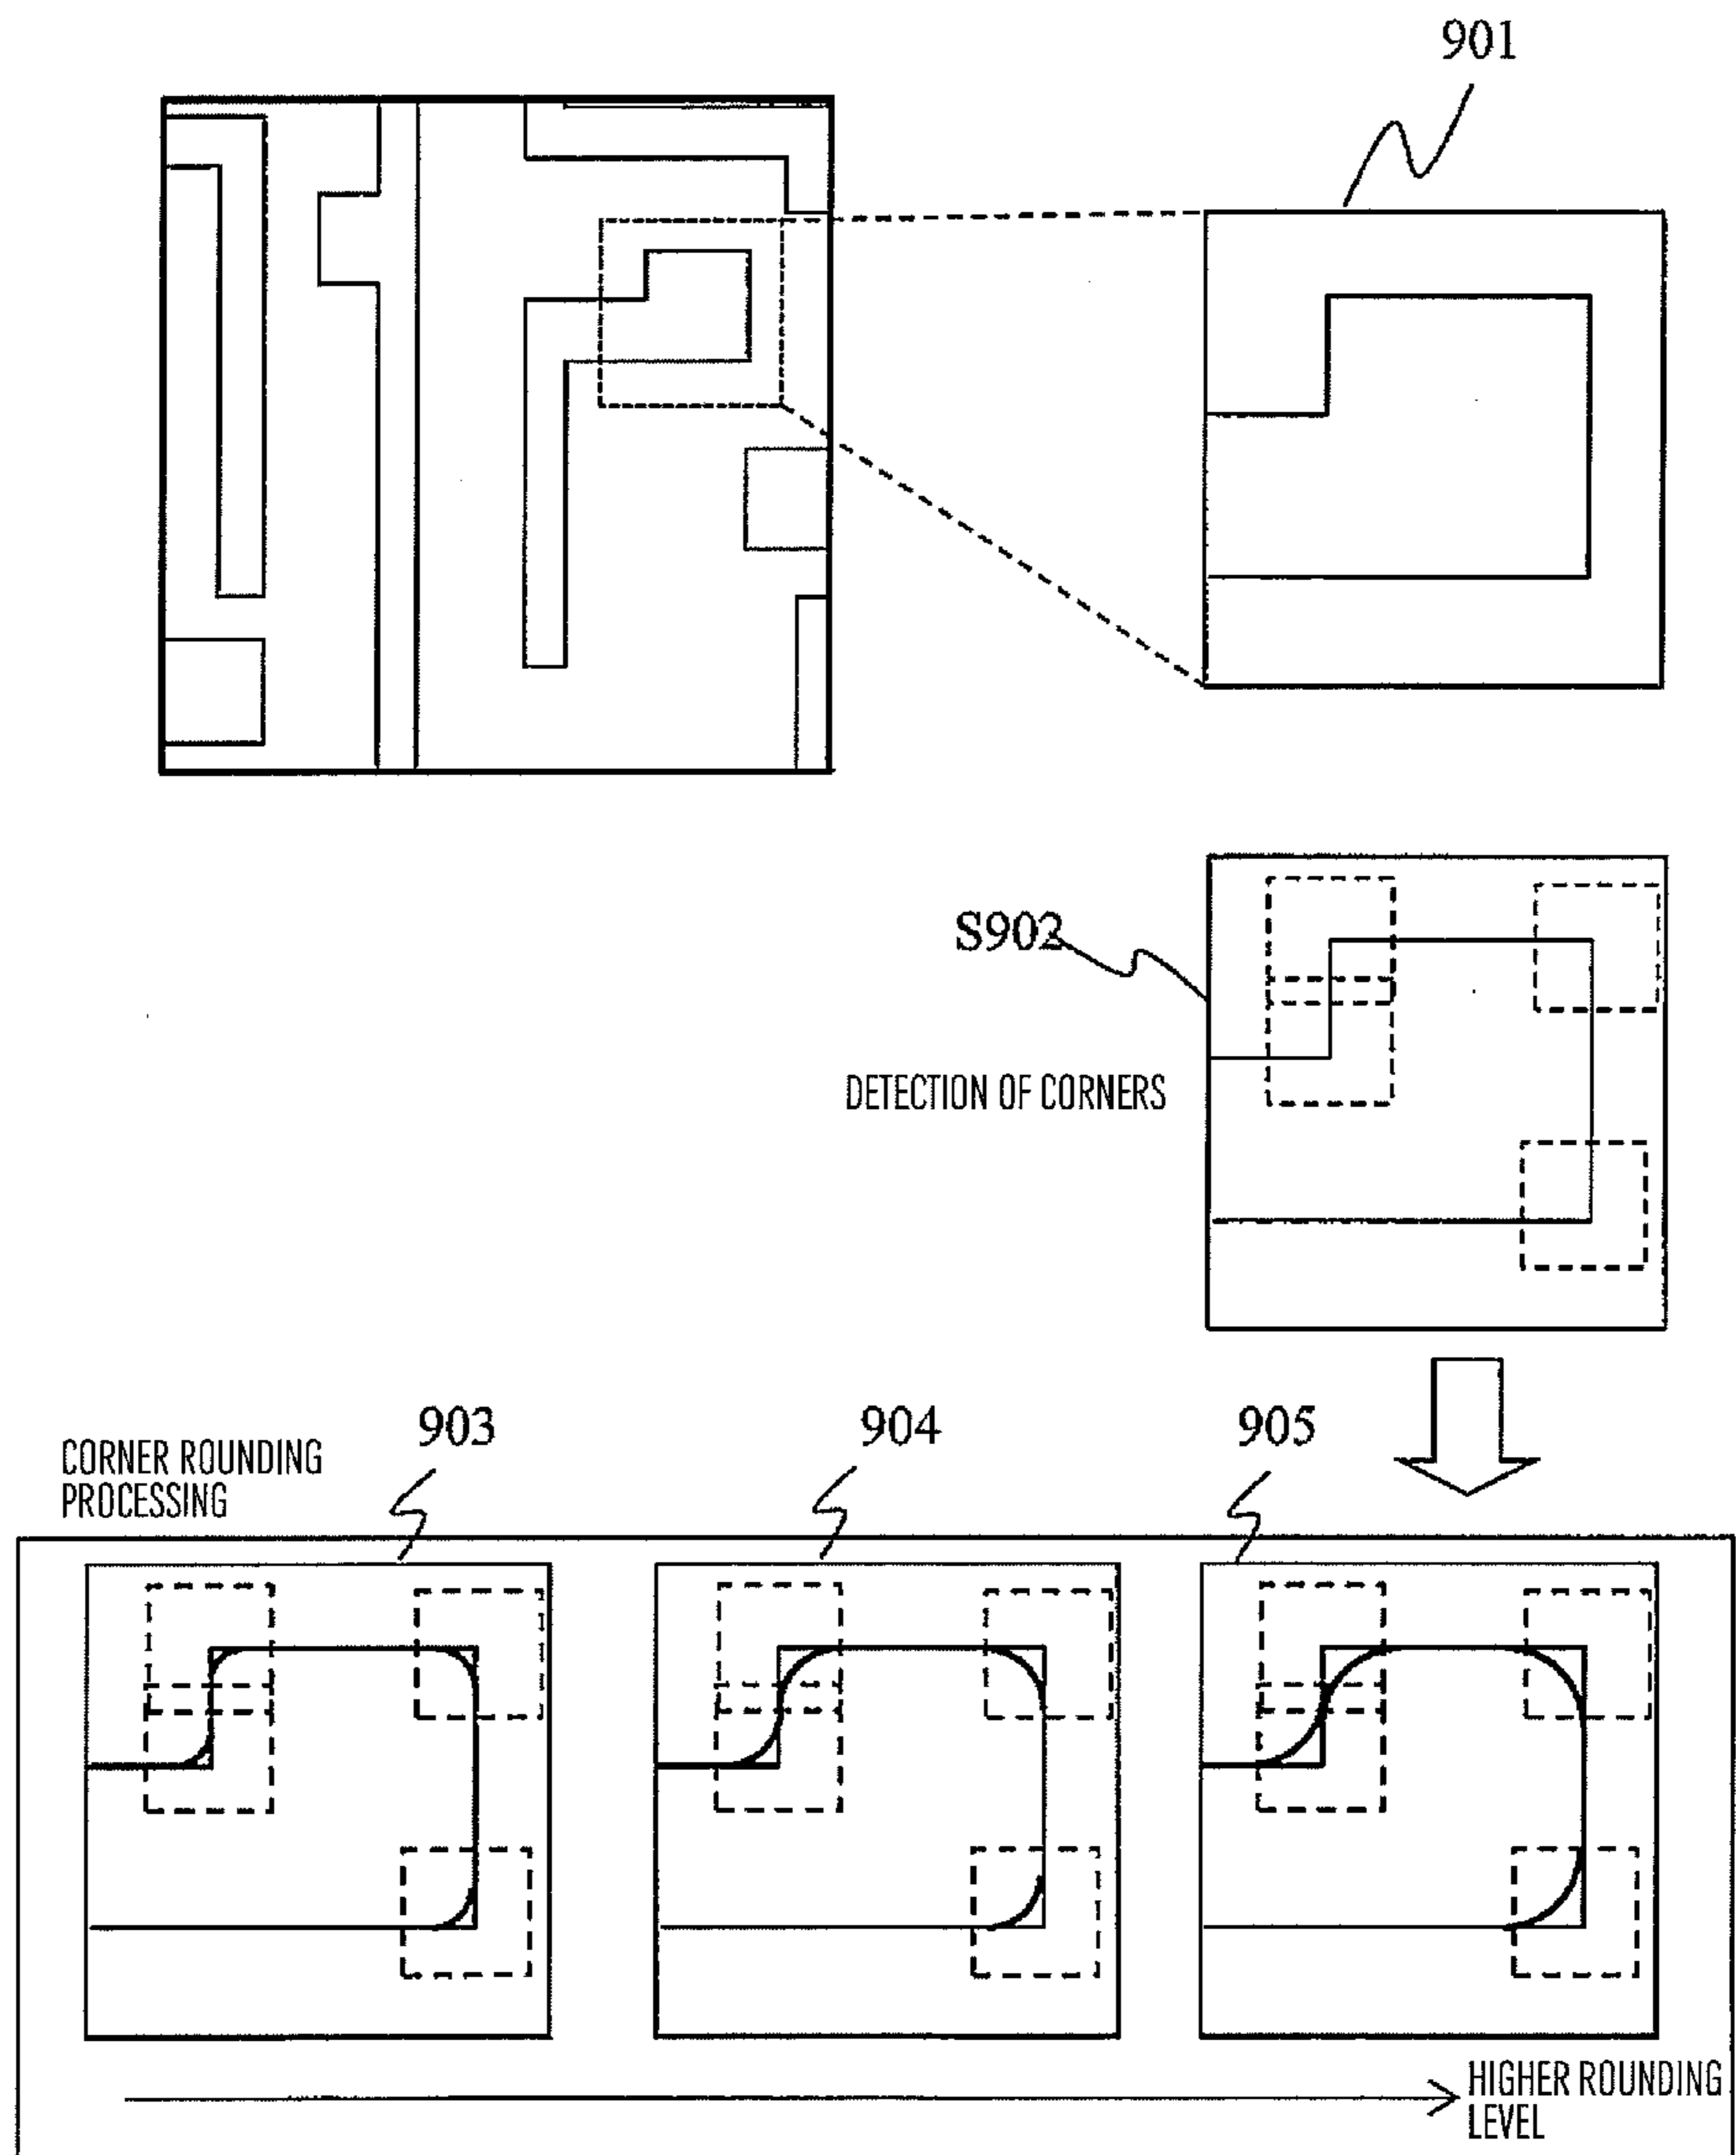 901
S902
DETECTION OF CORNERS
CORNER ROUNDING
PROCESSING
903
904
905
HIGHER ROUNDING
LEVEL